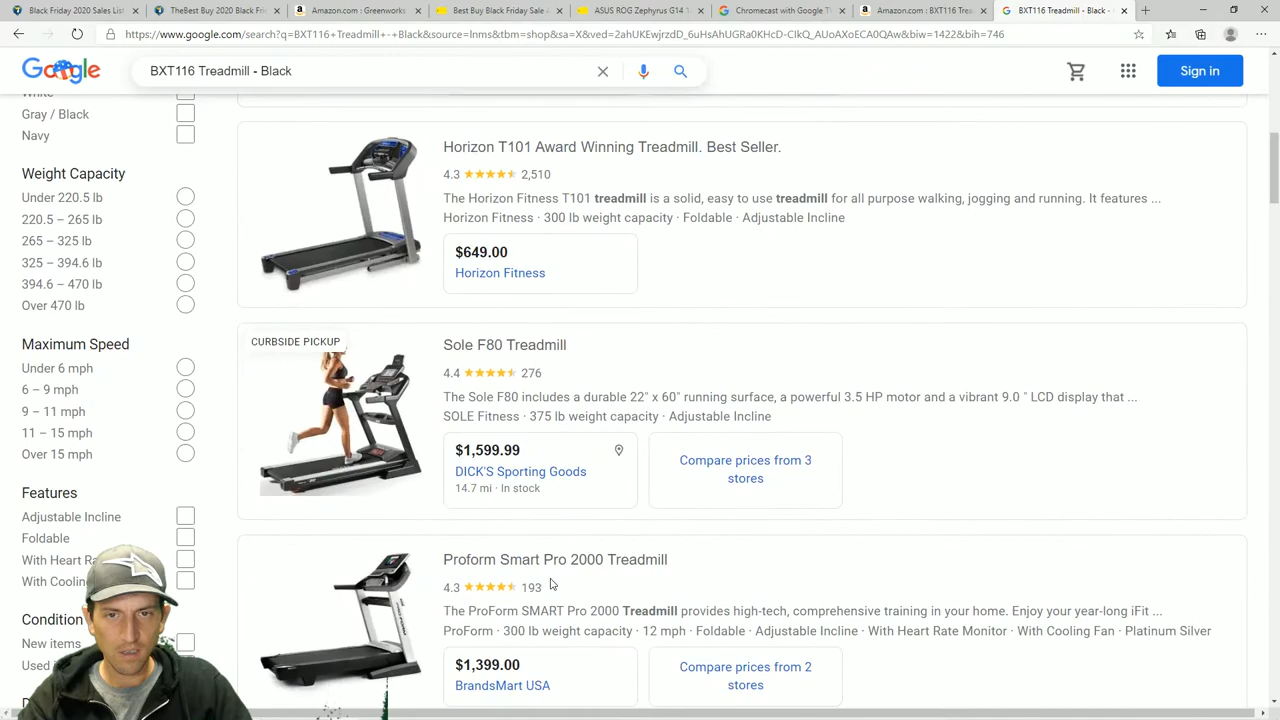 Black Friday 2020 Sales List
TheBest Buy 2020 Black Fri
Amazon.com : Greenworks
Best Buy Black Friday Sale
ASUS ROG Zephyrus G14 1
Chromecast with Google T
Amazon.com : BXT116 Trea
BXT116 Treadmill - Black -
https://www.google.com/search?q=BXT116+Treadmill+-+Black&source=lnms&tbm=shop&sa=X&ved=2ahUKEwjrzdD_6uHsAhUGRa0KHcD-ClkQ_AUoAXoECA0QAw&biw=1422&bih=746
BXT116 Treadmill - Black
Sign in
White
Gray / Black
Navy
Weight Capacity
Under 220.5 lb
220.5 – 265 lb
265 – 325 lb
325 – 394.6 lb
394.6 – 470 lb
Over 470 lb
Maximum Speed
Under 6 mph
6 – 9 mph
9 – 11 mph
11 – 15 mph
Over 15 mph
Features
Adjustable Incline
Foldable
With Heart Ra
With Coolin
Condition
New items
Used i
Horizon T101 Award Winning Treadmill. Best Seller.
4.3 2,510
The Horizon Fitness T101 treadmill is a solid, easy to use treadmill for all purpose walking, jogging and running. It features ...
Horizon Fitness · 300 lb weight capacity · Foldable · Adjustable Incline
$649.00
Horizon Fitness
CURBSIDE PICKUP
Sole F80 Treadmill
4.4 276
The Sole F80 includes a durable 22" x 60" running surface, a powerful 3.5 HP motor and a vibrant 9.0 " LCD display that ...
SOLE Fitness · 375 lb weight capacity · Adjustable Incline
$1,599.99
DICK'S Sporting Goods
14.7 mi · In stock
Compare prices from 3
stores
Proform Smart Pro 2000 Treadmill
4.3 193
The ProForm SMART Pro 2000 Treadmill provides high-tech, comprehensive training in your home. Enjoy your year-long iFit ...
ProForm · 300 lb weight capacity · 12 mph · Foldable · Adjustable Incline · With Heart Rate Monitor · With Cooling Fan · Platinum Silver
$1,399.00
BrandsMart USA
Compare prices from 2
stores